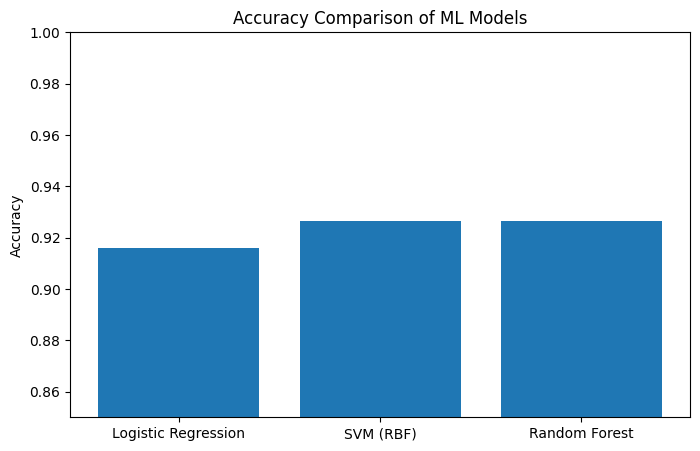 Accuracy Comparison of ML Models
Accuracy
1.00
0.98
0.96
0.94
0.92
0.90
0.88
0.86
Logistic Regression
SVM (RBF)
Random Forest